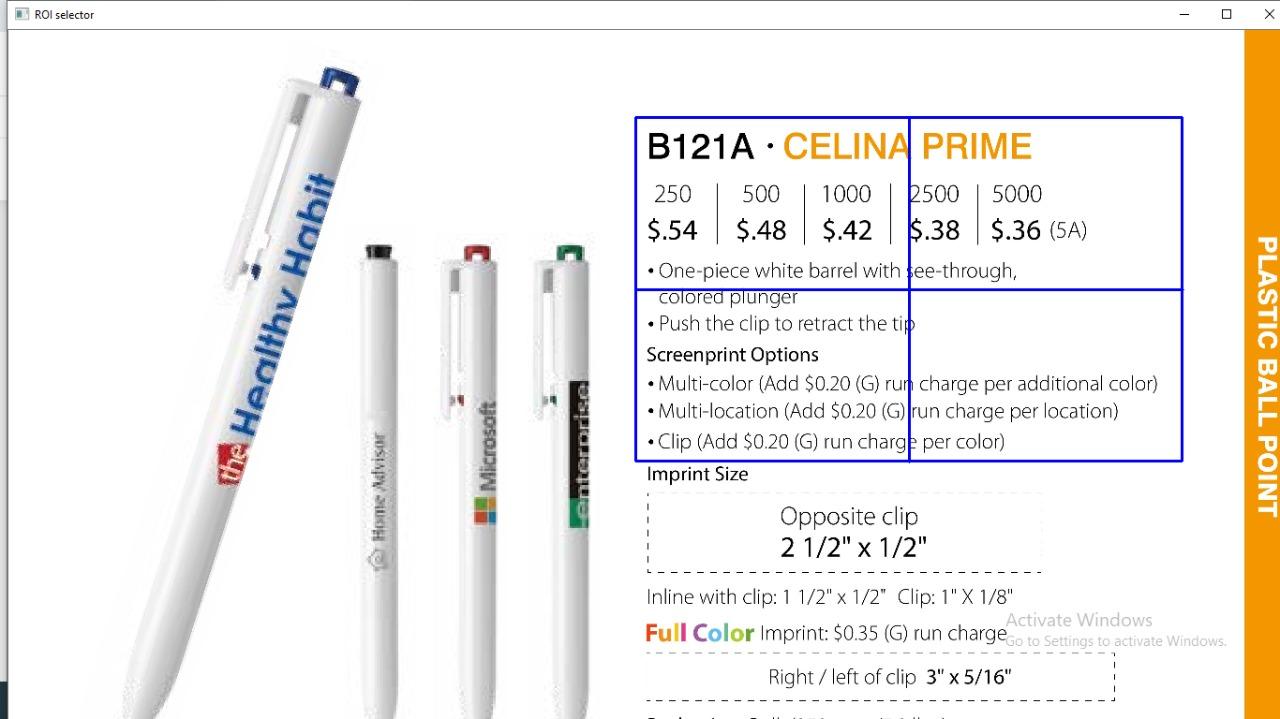 ROI selector
B121A · CELINA PRIME
250 500 1000 2500 5000
$.54 $.48 $.42 $.38 $.36 (5A)
• One-piece white barrel with see-through,
colored plunger
• Push the clip to retract the tip
Screenprint Options
• Multi-color (Add $0.20 (G) run charge per additional color)
• Multi-location (Add $0.20 (G) run charge per location)
• Clip (Add $0.20 (G) run charge per color)
Imprint Size
Opposite clip
2 1/2" x 1/2"
Inline with clip: 1 1/2" x 1/2" Clip: 1" X 1/8"
Full Color Imprint: $0.35 (G) run charge
Right / left of clip 3" x 5/16"
the Healthy Habit
Home Advisor
Microsoft
enterprise
PLASTIC BALL POINT
Activate Windows
Go to Settings to activate Windows.